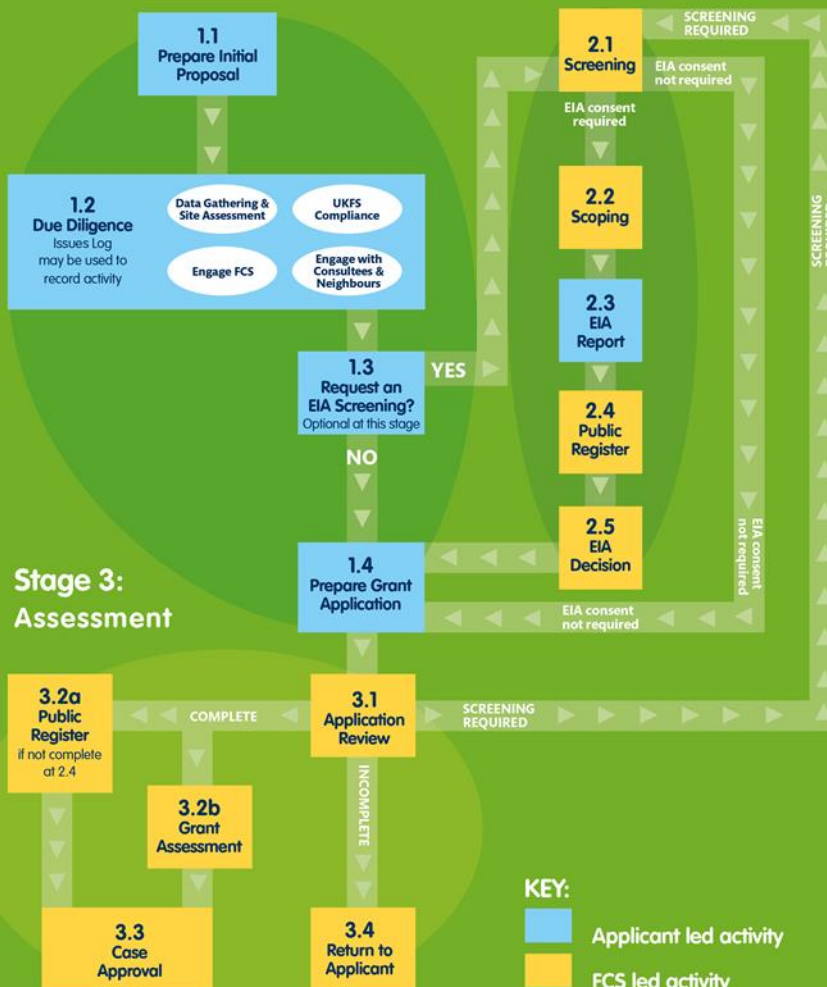 1.1
Prepare Initial
Proposal
1.2
Due Diligence
Issues Log
may be used to
record activity
Data Gathering &
Site Assessment
UKFS
Compliance
Engage FCS
Engage with
Consultees &
Neighbours
1.3
Request an
EIA Screening?
Optional at this stage
YES
NO
1.4
Prepare Grant
Application
2.1
Screening
SCREENING
REQUIRED
EIA consent
not required
EIA consent
required
2.2
Scoping
2.3
EIA
Report
2.4
Public
Register
2.5
EIA
Decision
EIA consent
not required
EIA consent
not required
SCREENING
Stage 3:
Assessment
3.1
Application
Review
SCREENING
REQUIRED
COMPLETE
INCOMPLETE
3.2a
Public
Register
if not complete
at 2.4
3.2b
Grant
Assessment
3.3
Case
Approval
3.4
Return to
Applicant
KEY:
Applicant led activity
FCS led activity